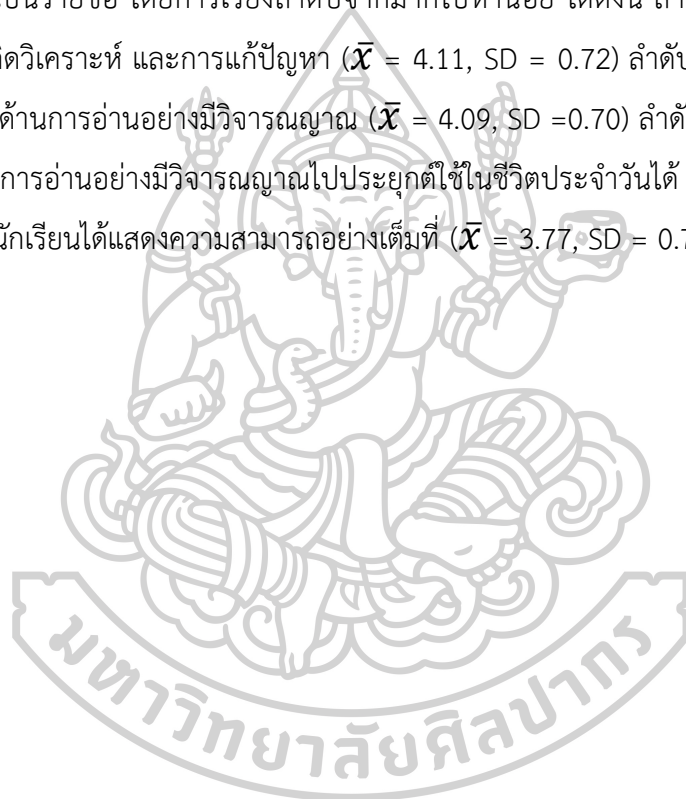 เป็นรายข้อ โดยการเรียงลำดับจากมากไปหาน้อย ได้ดังนี้
คิดวิเคราะห์ และการแก้ปัญหา (x̄ = 4.11, SD = 0.72) ลำดับ
ด้านการอ่านอย่างมีวิจารณญาณ (x̄ = 4.09, SD =0.70)
การอ่านอย่างมีวิจารณญาณไปประยุกต์ใช้ในชีวิตประจำวันได้
นักเรียนได้แสดงความสามารถอย่างเต็มที่ (x̄ = 3.77, SD = 0.7
มหาวิทยาลัยศิลปากร